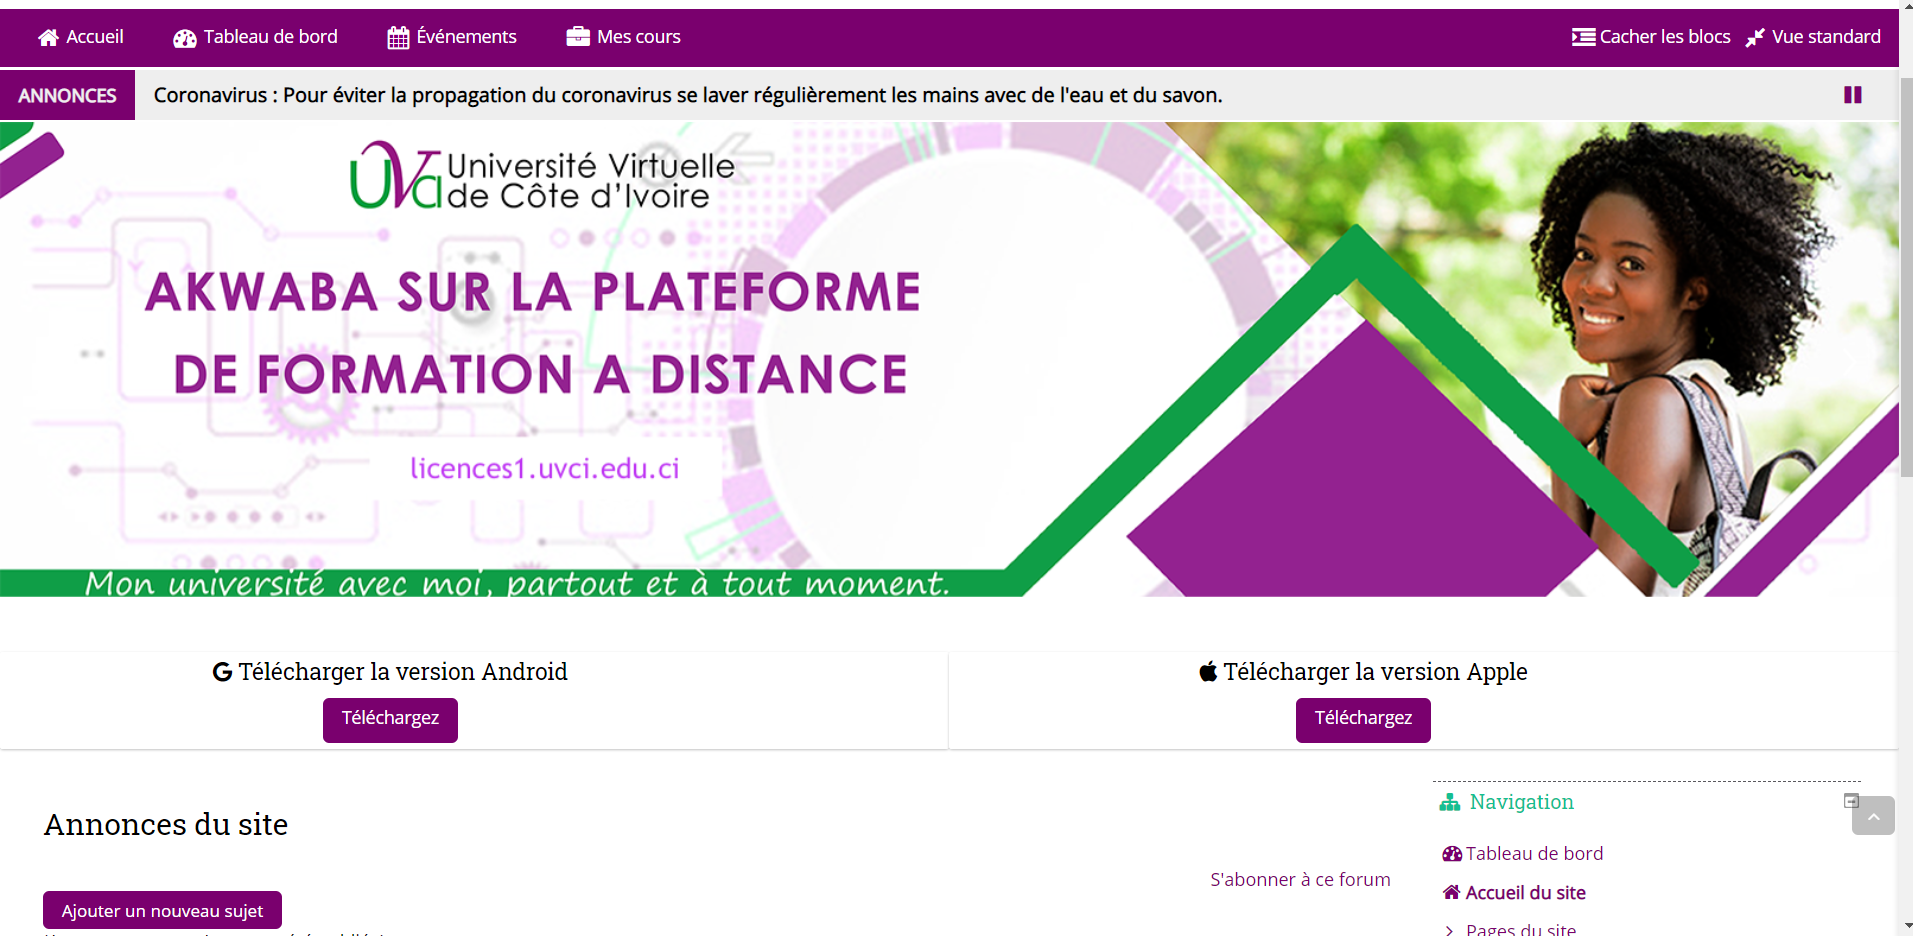 Accueil Tableau de bord Événements Mes cours Cacher les blocs Vue standard
ANNONCES Coronavirus : Pour éviter la propagation du coronavirus se laver régulièrement les mains avec de l'eau et du savon.
UVCI Université Virtuelle
de Côte d'Ivoire
AKWABA SUR LA PLATEFORME
DE FORMATION A DISTANCE
licences1.uvci.edu.ci
Mon université avec moi, partout et à tout moment.
Télécharger la version Android
Téléchargez
Télécharger la version Apple
Téléchargez
Annonces du site
S'abonner à ce forum
Ajouter un nouveau sujet
Navigation
Tableau de bord
Accueil du site
Pages du site